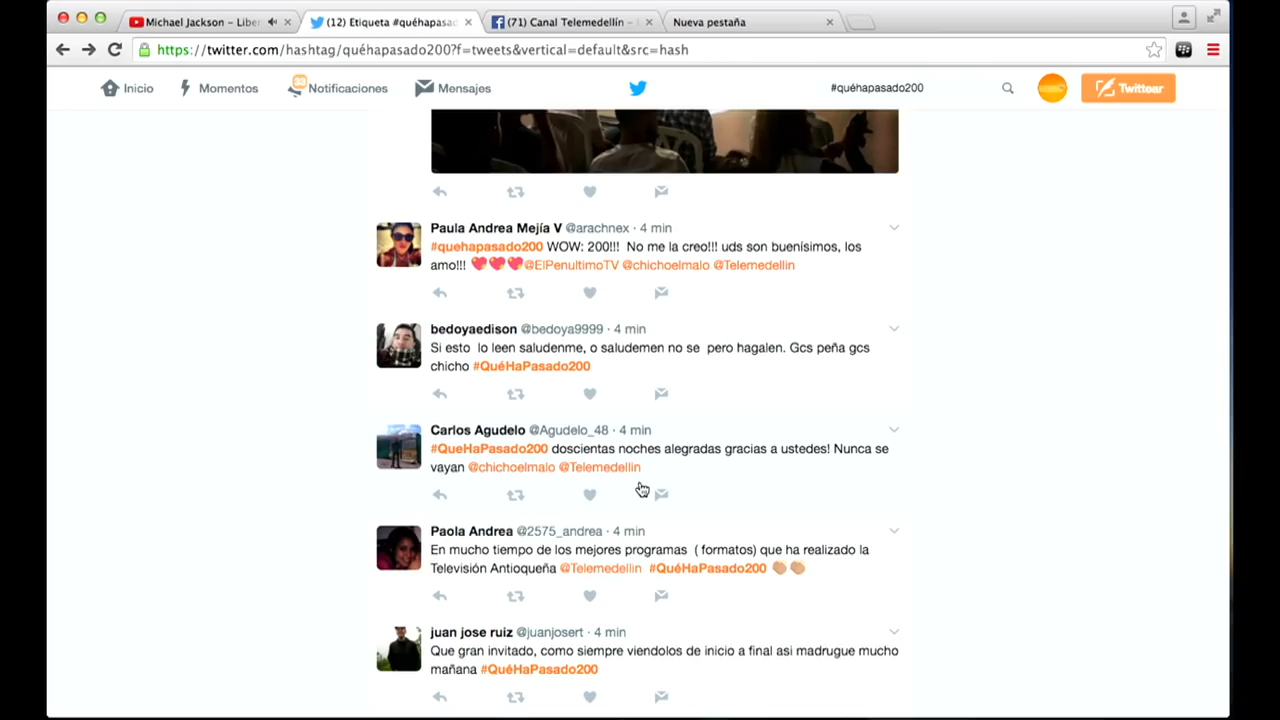 Michael Jackson – Liber
(12) Etiqueta #quéhapasad
(71) Canal Telemedellín –
Nueva pestaña
https://twitter.com/hashtag/quéhapasado200?f=tweets&vertical=default&src=hash
Inicio
Momentos
33
Notificaciones
Mensajes
#quéhapasado200
Twittear
Paula Andrea Mejía V @arachnex · 4 min
#quehapasado200 WOW: 200!!! No me la creo!!! uds son buenísimos, los
amo!!! 💖💖💖@ElPenultimoTV @chichoelmalo @Telemedellin
bedoyaedison @bedoya9999 · 4 min
Si esto lo leen saludenme, o saludemen no se pero hagalen. Gcs peña gcs
chicho #QuéHaPasado200
Carlos Agudelo @Agudelo_48 · 4 min
#QueHaPasado200 doscientas noches alegradas gracias a ustedes! Nunca se
vayan @chichoelmalo @Telemedellin
Paola Andrea @2575_andrea · 4 min
En mucho tiempo de los mejores programas ( formatos) que ha realizado la
Televisión Antioqueña @Telemedellin #QuéHaPasado200 👏🏼👏🏼
juan jose ruiz @juanjosert · 4 min
Que gran invitado, como siempre viendolos de inicio a final asi madrugue mucho
mañana #QuéHaPasado200